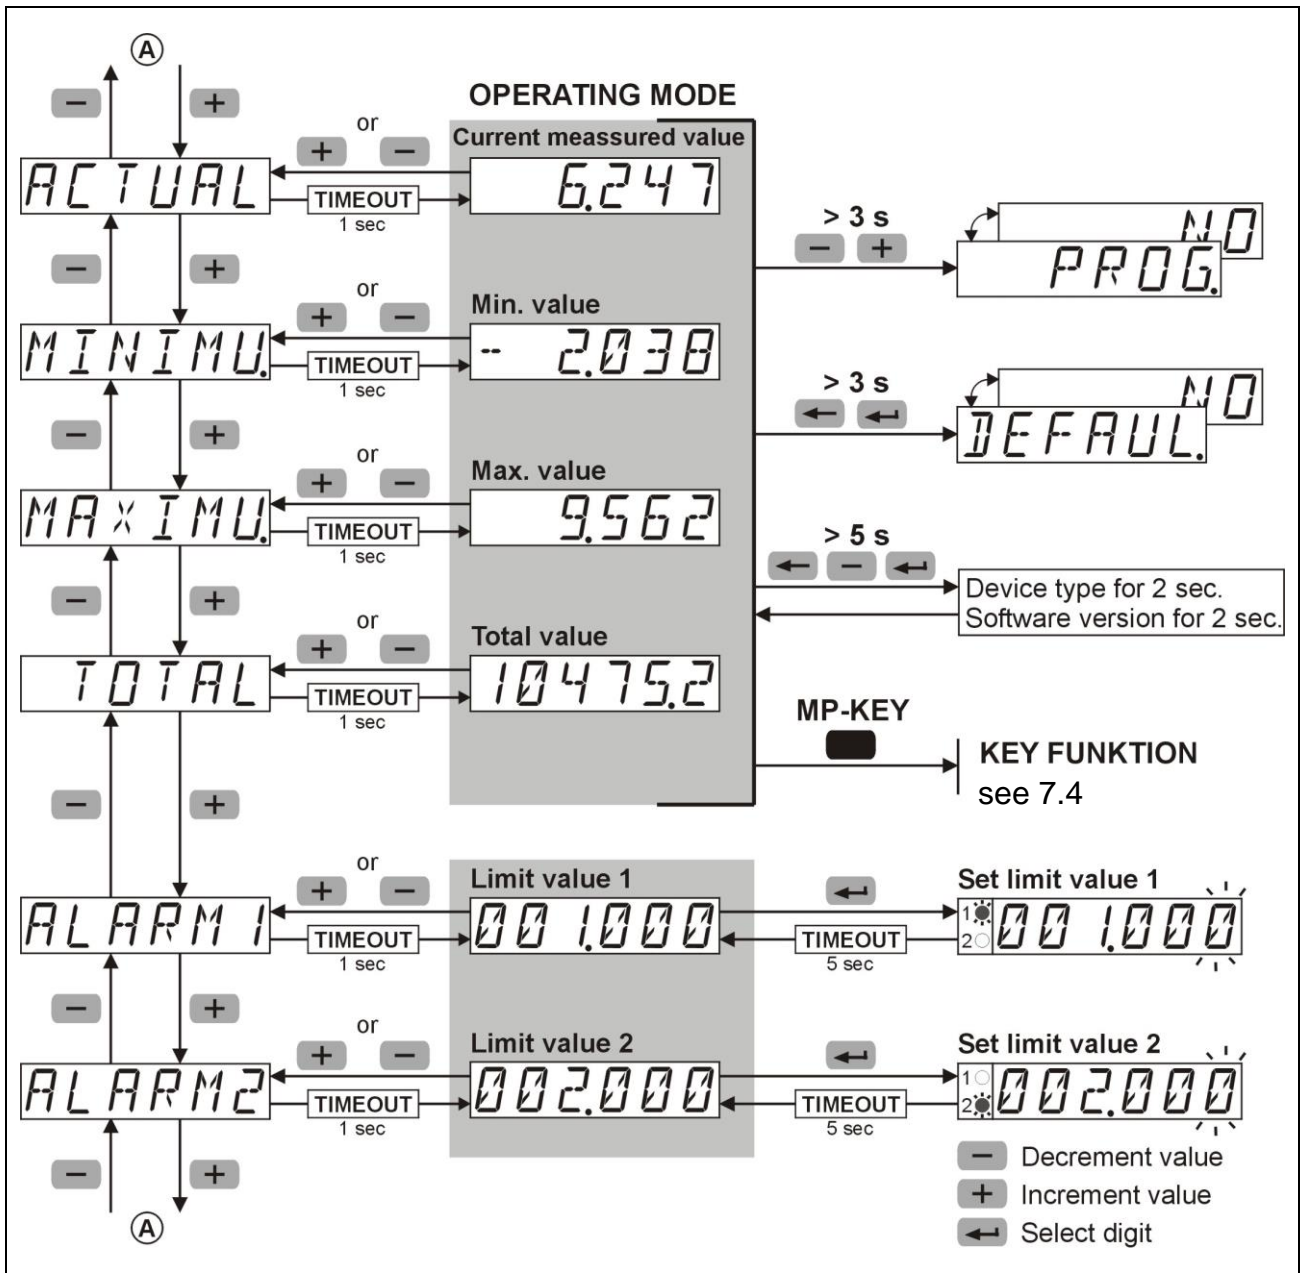 A
OPERATING MODE
− + or Current meassured value
+ −
ACTUAL TIMEOUT 6.247
1 sec
> 3 s
− + NO
PROG.
− + or
+ − Min. value
MINIMU. TIMEOUT - 2.038
1 sec
> 3 s
NO
DEFAUL.
− + or
+ − Max. value
MAXIMU. TIMEOUT 9.562
1 sec
> 5 s
−
Device type for 2 sec.
Software version for 2 sec.
− + or
+ − Total value
TOTAL TIMEOUT 10475.2
1 sec
MP-KEY
KEY FUNKTION
see 7.4
− + or
+ − Limit value 1
ALARM1 TIMEOUT 001.000
1 sec
TIMEOUT
5 sec
Set limit value 1
1 001.000
2
− + or
+ − Limit value 2
ALARM2 TIMEOUT 002.000
1 sec
TIMEOUT
5 sec
Set limit value 2
1 002.000
2
− +
A
− Decrement value
+ Increment value
Select digit